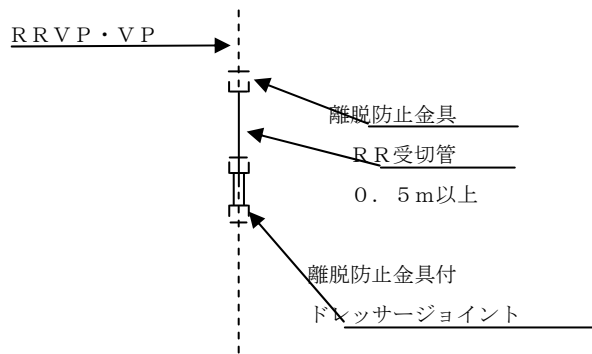 ＲＲＶＰ・ＶＰ
離脱防止金具
ＲＲ受切管
０．５ｍ以上
離脱防止金具付
ドレッサージョイント